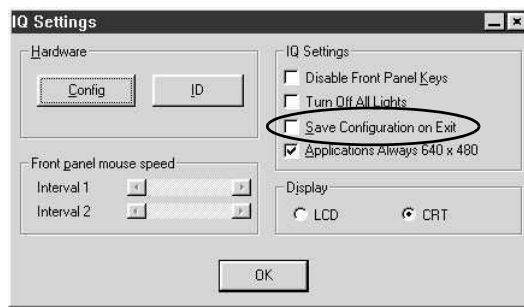 IQ Settings
Hardware
Config
ID
Front panel mouse speed
Interval 1
Interval 2
IQ Settings
Disable Front Panel Keys
Turn Off All Lights
Save Configuration on Exit
Applications Always 640 x 480
Display
LCD
CRT
OK